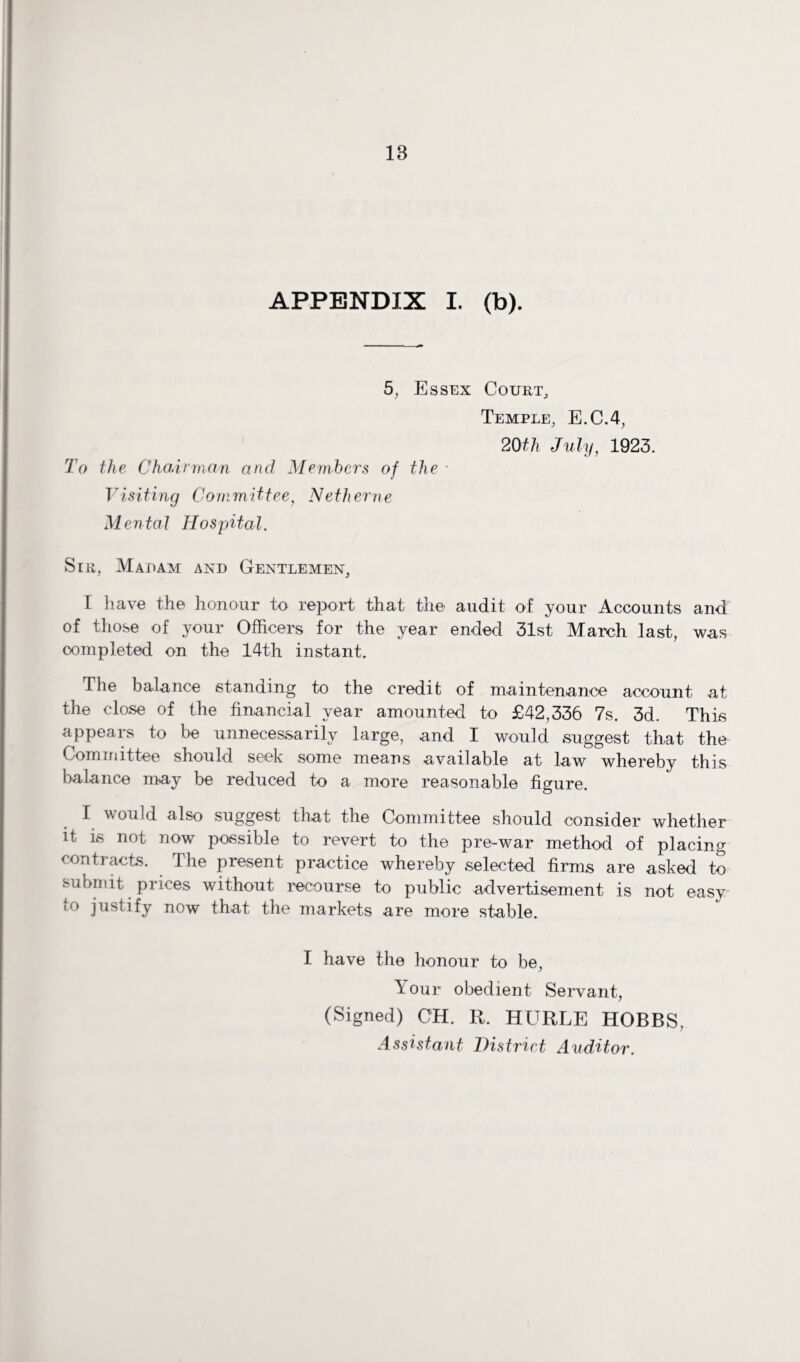 13
APPENDIX I. (b).
5, Essex Court,
Temple, E.C.4,
20th July, 1923.
To the Chairman and Members of the
Visiting Committee, Netherne
Mental Hospital.
Sir, Madam and Gentlemen,
I have the honour to report that the audit of your Accounts and
of those of your Officers for the year ended 31st March last, was
completed on the 14th instant.
The balance standing to the credit of maintenance account at
the close of the financial year amounted to £42,336 7s. 3d. This
appears to be unnecessarily large, and I would suggest that the
Committee should seek some means available at law whereby this
balance may be reduced to a more reasonable figure.
I would also suggest that the Committee should consider whether
it is not now possible to revert to the pre-war method of placing
contracts. The present practice whereby selected firms are asked to
submit prices without recourse to public advertisement is not easy
to justify now that the markets are more stable.
I have the honour to be,
Your obedient Servant,
(Signed) CH. R. HURLE HOBBS,
Assistant District Auditor.